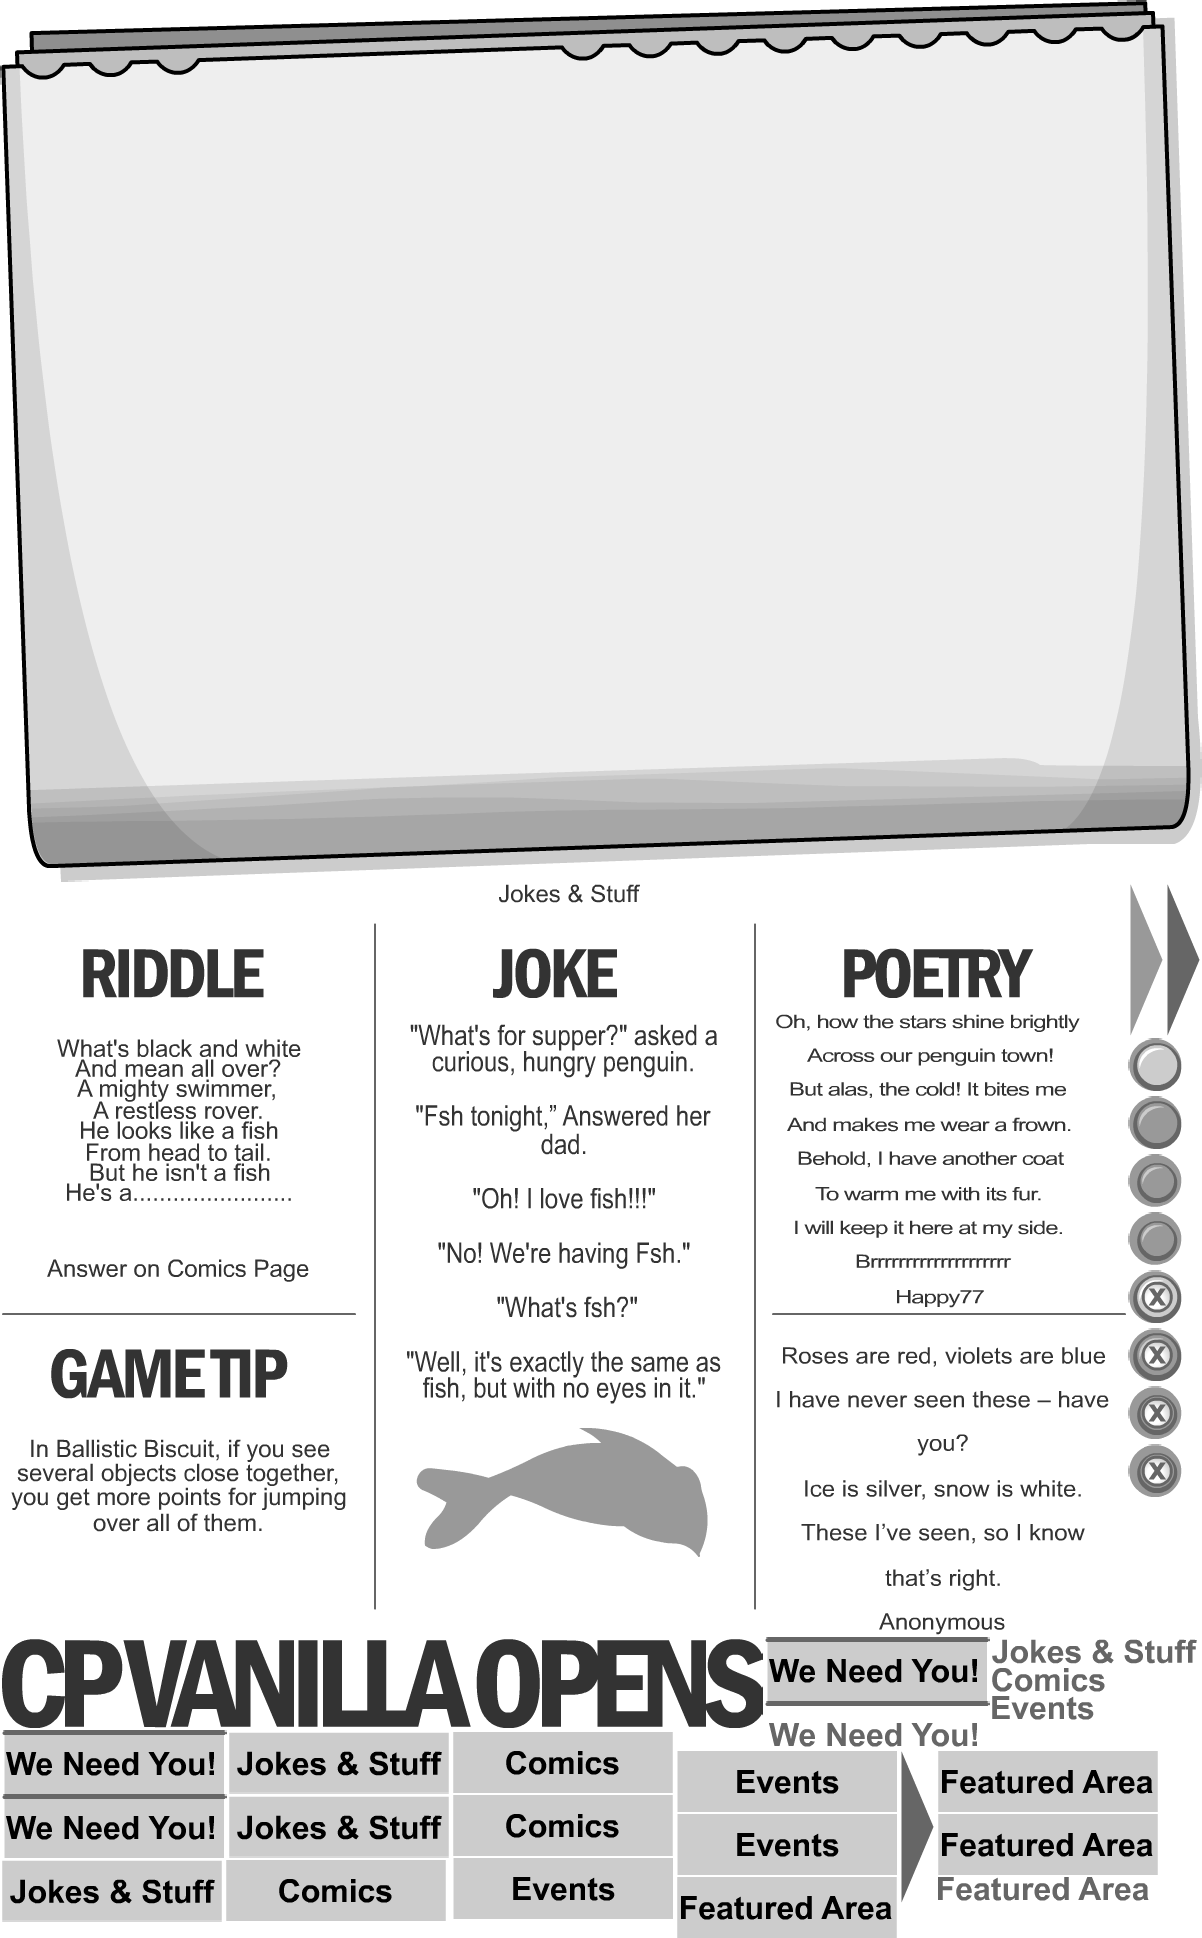 Jokes & Stuff
RIDDLE
What's black and white
And mean all over?
A mighty swimmer,
A restless rover.
He looks like a fish
From head to tail.
But he isn't a fish
He's a........................
Answer on Comics Page
GAME TIP
In Ballistic Biscuit, if you see
several objects close together,
you get more points for jumping
over all of them.
JOKE
"What's for supper?" asked a
curious, hungry penguin.
"Fsh tonight,” Answered her
dad.
"Oh! I love fish!!!"
"No! We're having Fsh."
"What's fsh?"
"Well, it's exactly the same as
fish, but with no eyes in it."
POETRY
Oh, how the stars shine brightly
Across our penguin town!
But alas, the cold! It bites me
And makes me wear a frown.
Behold, I have another coat
To warm me with its fur.
I will keep it here at my side.
Brrrrrrrrrrrrrrrrrrrr
Happy77
Roses are red, violets are blue
I have never seen these – have
you?
Ice is silver, snow is white.
These I’ve seen, so I know
that’s right.
Anonymous
X
X
X
X
CP VANILLA OPENS
We Need You!
Jokes & Stuff
Comics
Events
We Need You!
We Need You!
Jokes & Stuff
Comics
Events
Featured Area
We Need You!
Jokes & Stuff
Comics
Events
Featured Area
Jokes & Stuff
Comics
Events
Featured Area
Featured Area